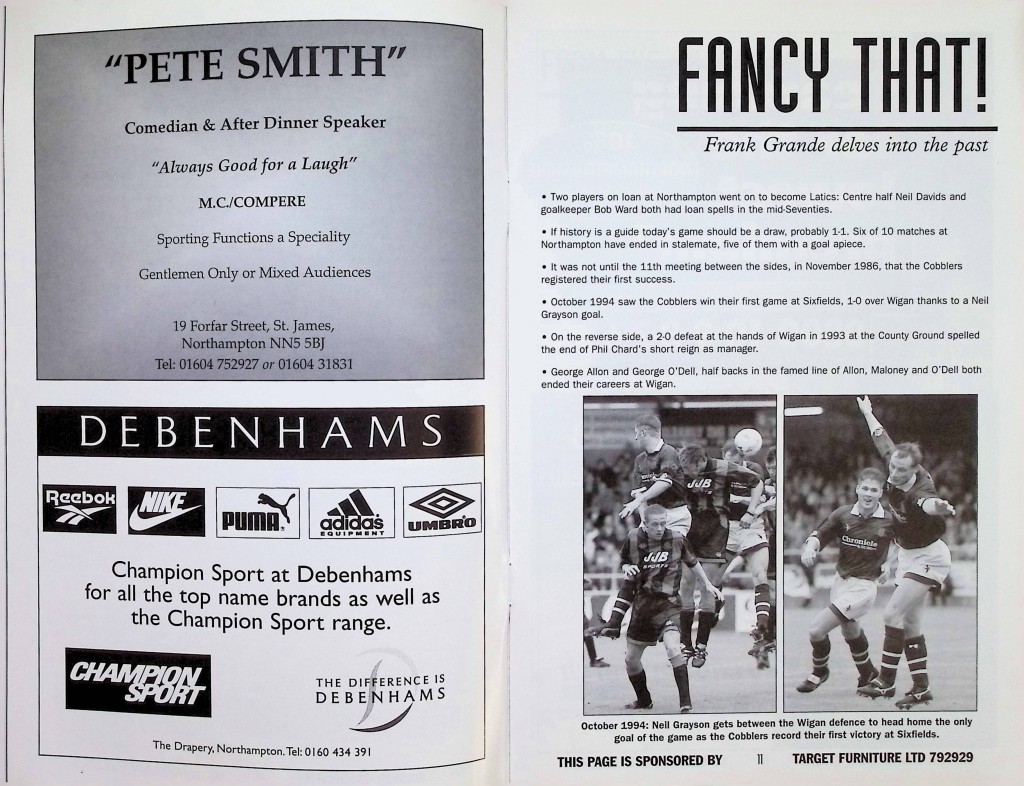 "PETE SMITH"
Comedian & After Dinner Speaker
"Always Good for a Laugh"
M.C./COMPERE
Sporting Functions a Speciality
Gentlemen Only or Mixed Audiences
19 Forfar Street, St. James,
Northampton NN5 5BJ
Tel: 01604 752927 or 01604 31831
DEBENHAMS
Reebok
NIKE
PUMA
adidas
EQUIPMENT
UMBRO
Champion Sport at Debenhams
for all the top name brands as well as
the Champion Sport range.
CHAMPION
SPORT
THE DIFFERENCE IS
DEBENHAMS
The Drapery, Northampton. Tel: 0160 434 391
FANCY THAT!
Frank Grande delves into the past
• Two players on loan at Northampton went on to become Latics: Centre half Neil Davids and
goalkeeper Bob Ward both had loan spells in the mid-Seventies.
• If history is a guide today's game should be a draw, probably 1-1. Six of 10 matches at
Northampton have ended in stalemate, five of them with a goal apiece.
• It was not until the 11th meeting between the sides, in November 1986, that the Cobblers
registered their first success.
• October 1994 saw the Cobblers win their first game at Sixfields, 1-0 over Wigan thanks to a Neil
Grayson goal.
• On the reverse side, a 2-0 defeat at the hands of Wigan in 1993 at the County Ground spelled
the end of Phil Chard's short reign as manager.
• George Allon and George O'Dell, half backs in the famed line of Allon, Maloney and O'Dell both
ended their careers at Wigan.
JJB
JJB
SPORTS
Chronicle
October 1994: Neil Grayson gets between the Wigan defence to head home the only
goal of the game as the Cobblers record their first victory at Sixfields.
THIS PAGE IS SPONSORED BY 11 TARGET FURNITURE LTD 792929